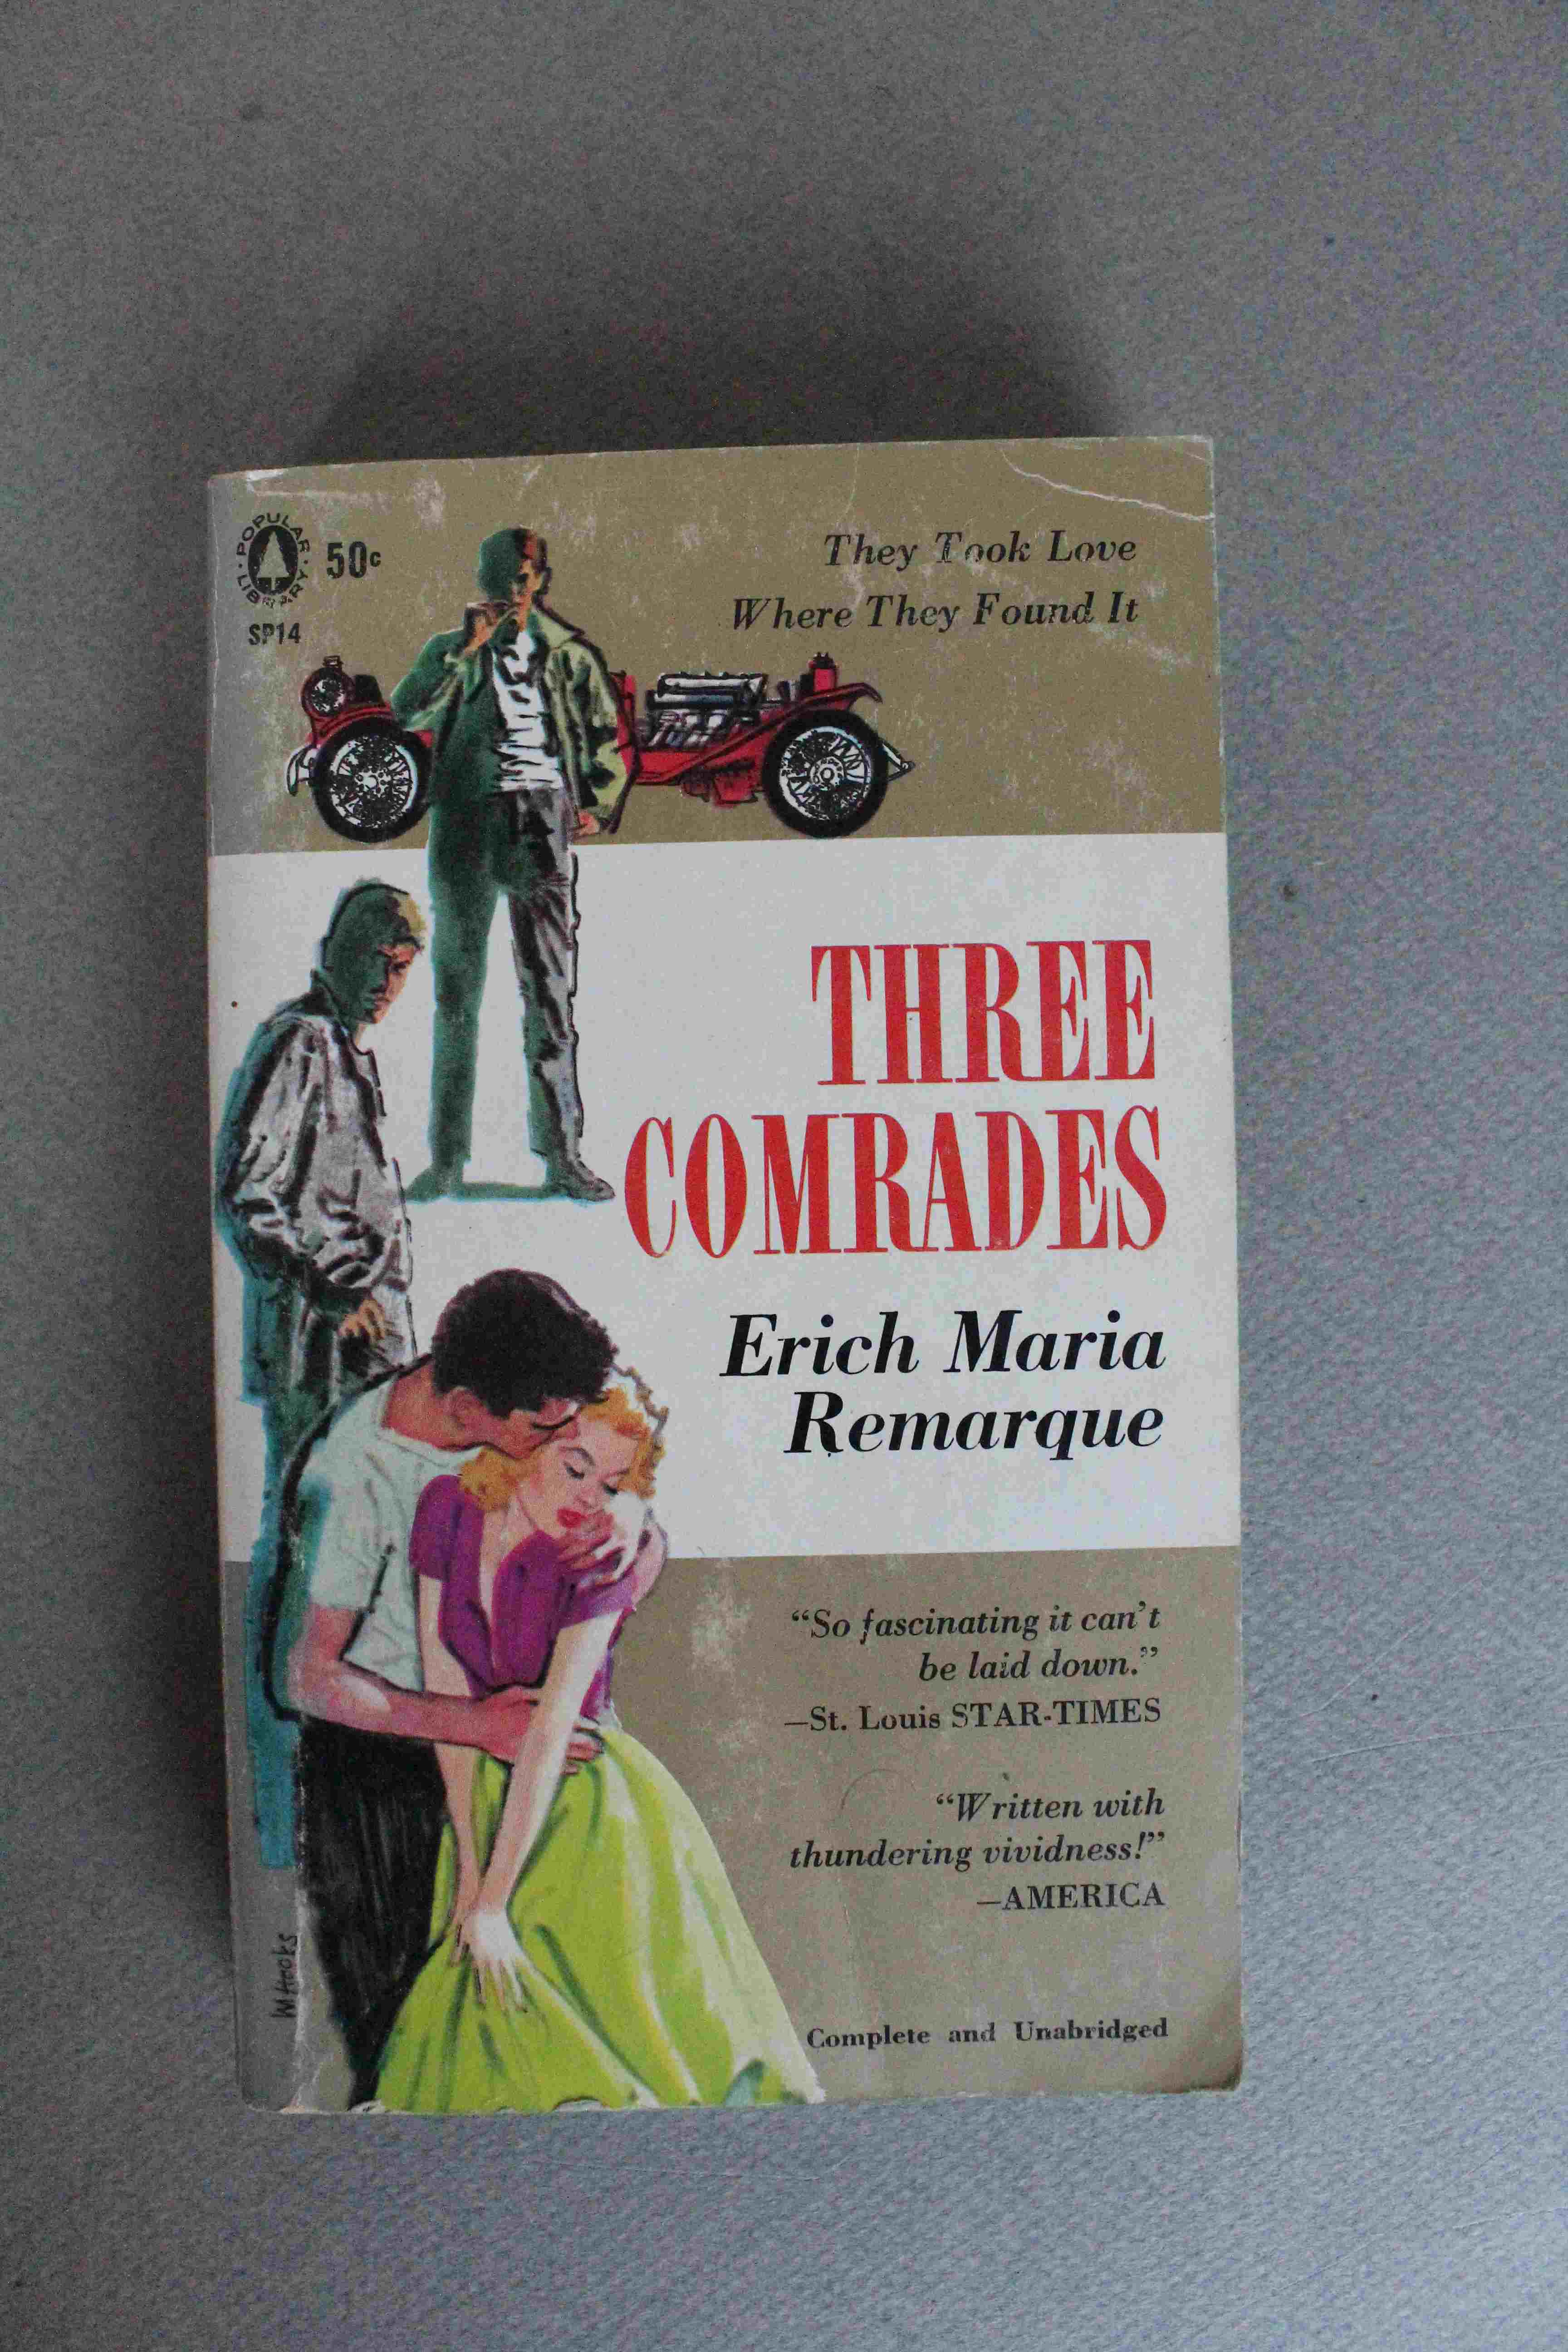 POPULAR
LIBRARY
50c
SP14
They Took Love
Where They Found It
THREE
COMRADES
Erich Maria
Remarque
“So fascinating it can't
be laid down.”
—St. Louis STAR-TIMES
“Written with
thundering vividness!”
—AMERICA
M Hooks
Complete and Unabridged